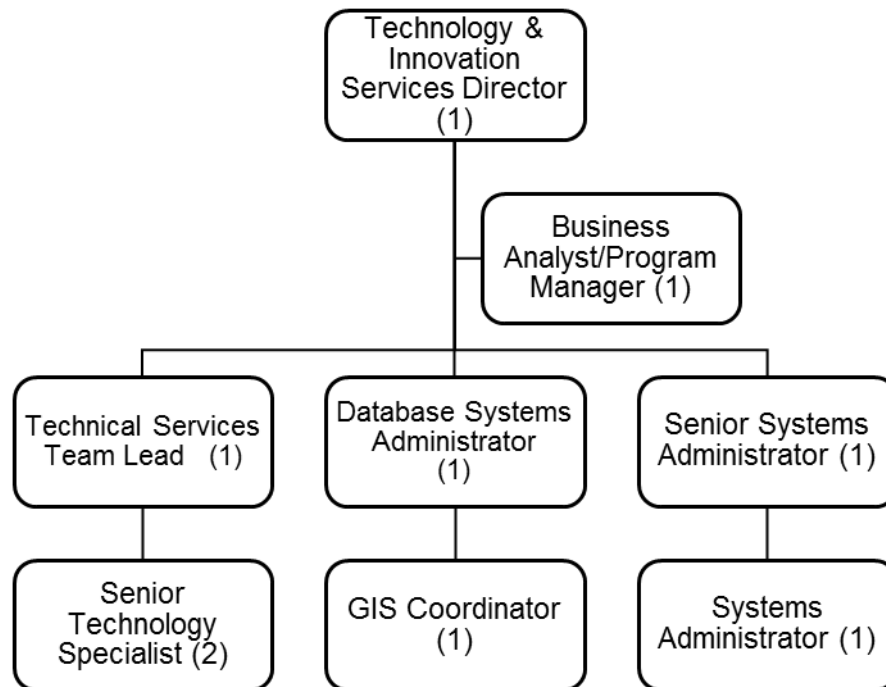 Technology &
Innovation
Services Director
(1)
Business
Analyst/Program
Manager (1)
Technical Services
Team Lead (1)
Database Systems
Administrator
(1)
Senior Systems
Administrator (1)
Senior
Technology
Specialist (2)
GIS Coordinator
(1)
Systems
Administrator (1)